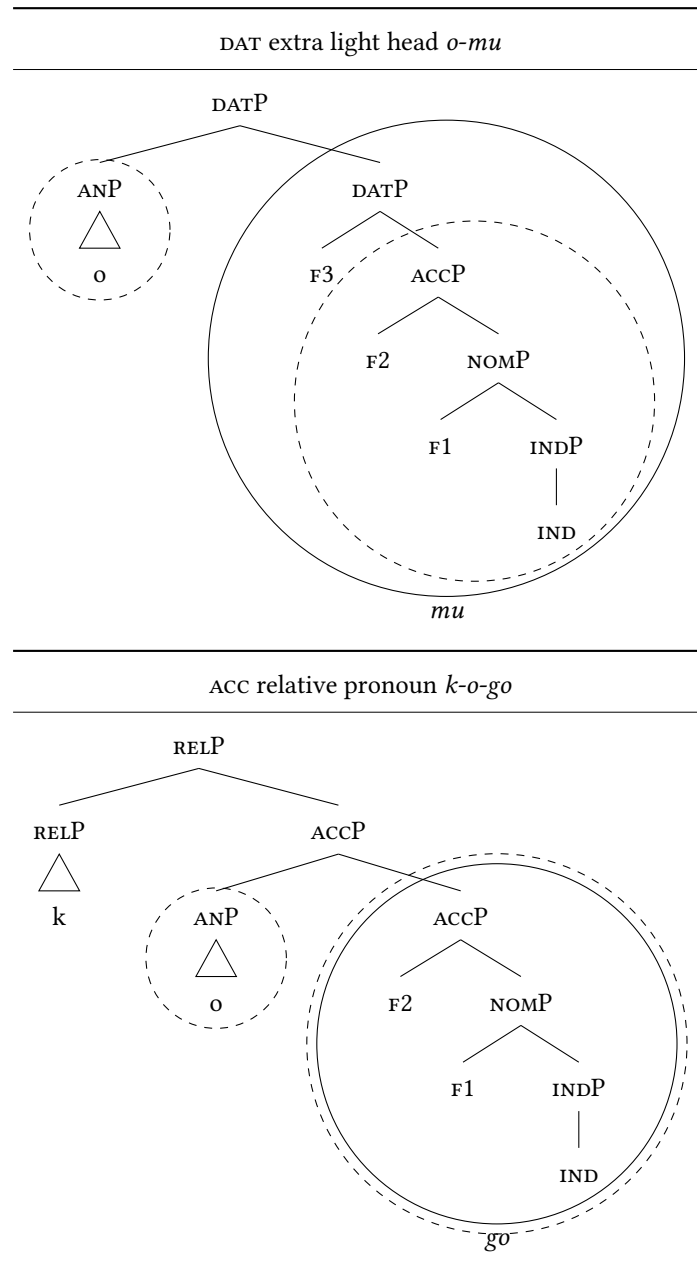 DAT extra light head o-mu
DATP
ANP DATP
o F3 ACCP
F2 NOMP
F1 INDP
IND
mu
ACC relative pronoun k-o-go
RELP
RELP ACCP
k ANP ACCP
o F2 NOMP
F1 INDP
IND
go